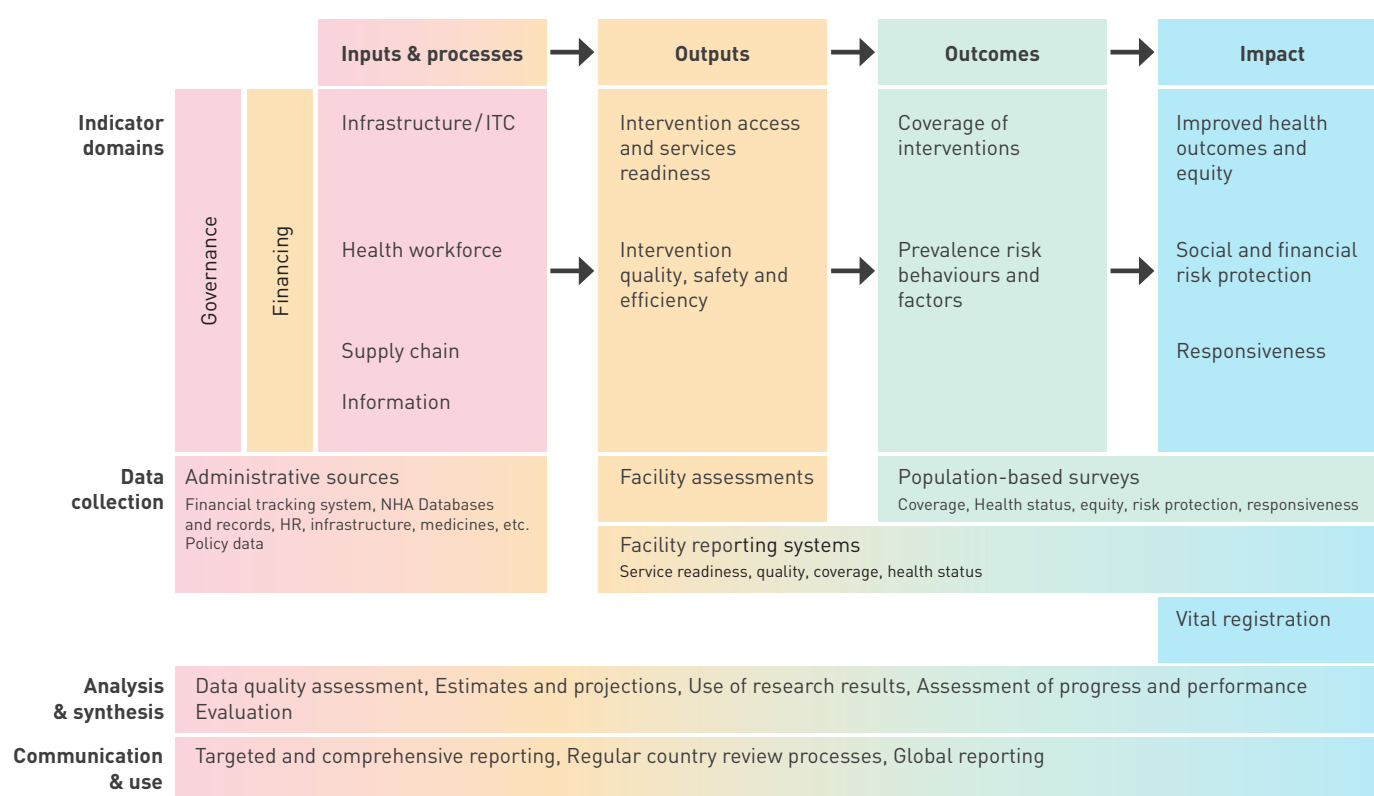 Inputs & processes
Outputs
Outcomes
Impact
Indicator
domains
Governance
Financing
Infrastructure/ITC
Health workforce
Supply chain
Information
Intervention access
and services
readiness
Intervention
quality, safety and
efficiency
Coverage of
interventions
Prevalence risk
behaviours and
factors
Improved health
outcomes and
equity
Social and financial
risk protection
Responsiveness
Data
collection
Administrative sources
Financial tracking system, NHA Databases
and records, HR, infrastructure, medicines, etc.
Policy data
Facility assessments
Population-based surveys
Coverage, Health status, equity, risk protection, responsiveness
Facility reporting systems
Service readiness, quality, coverage, health status
Vital registration
Analysis
& synthesis
Data quality assessment, Estimates and projections, Use of research results, Assessment of progress and performance
Evaluation
Communication
& use
Targeted and comprehensive reporting, Regular country review processes, Global reporting